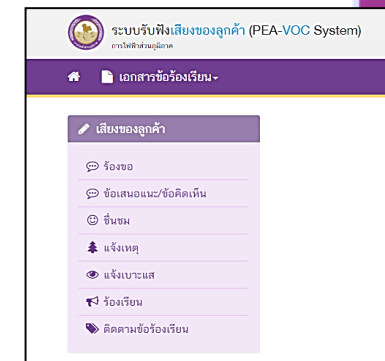 ระบบรับฟังเสียงของลูกค้า (PEA-VOC System)
การไฟฟ้าส่วนภูมิภาค
เอกสารข้อร้องเรียน
เสียงของลูกค้า
ร้องขอ
ข้อเสนอแนะ/ข้อคิดเห็น
ชื่นชม
แจ้งเหตุ
แจ้งเบาะแส
ร้องเรียน
ติดตามข้อร้องเรียน